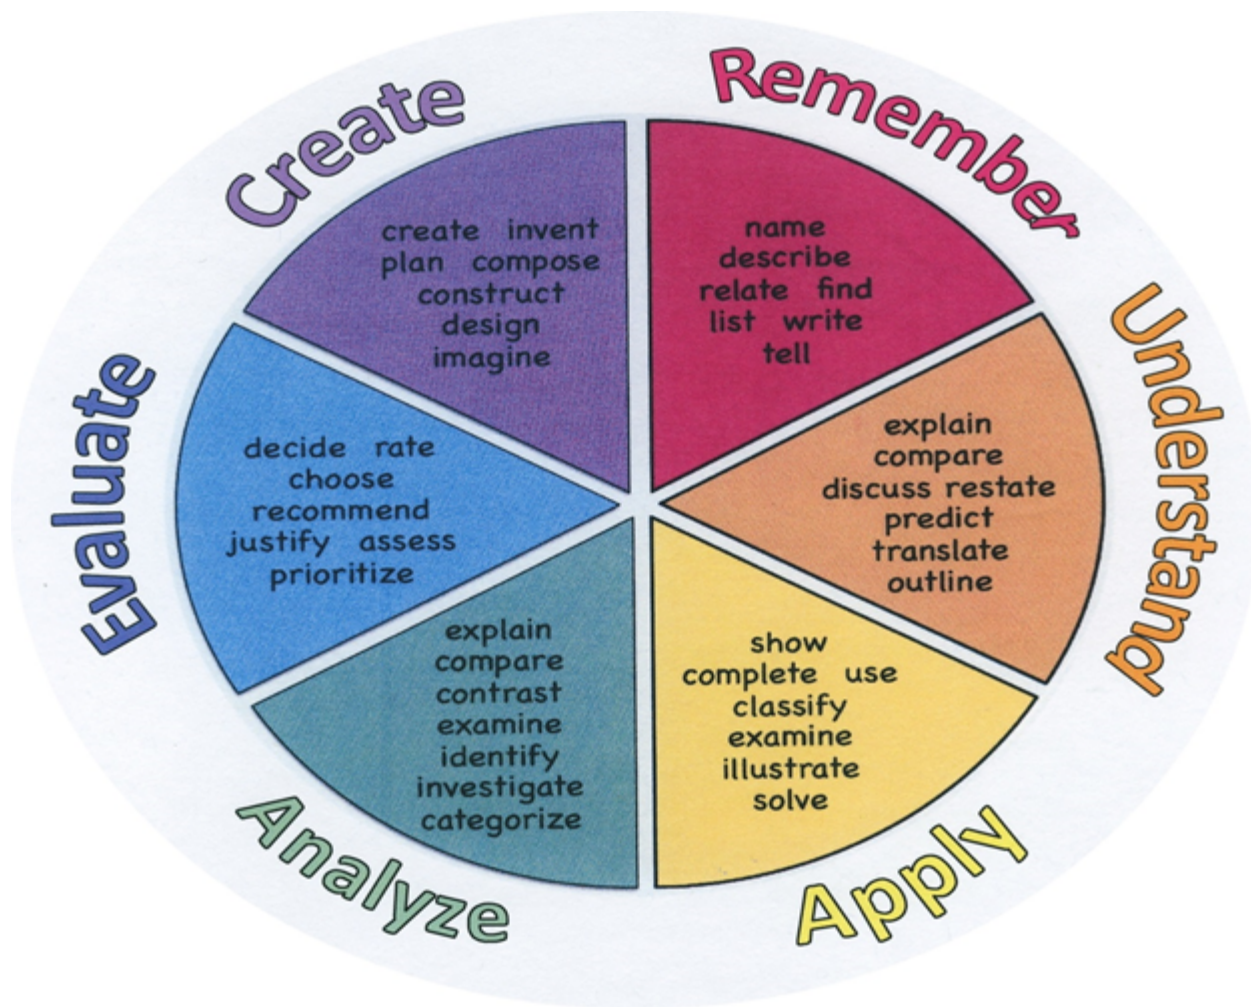 Remember
name
describe
relate find
list write
tell
Understand
explain
compare
discuss restate
predict
translate
outline
Apply
show
complete use
classify
examine
illustrate
solve
Analyze
explain
compare
contrast
examine
identify
investigate
categorize
Evaluate
decide rate
choose
recommend
justify assess
prioritize
Create
create invent
plan compose
construct
design
imagine